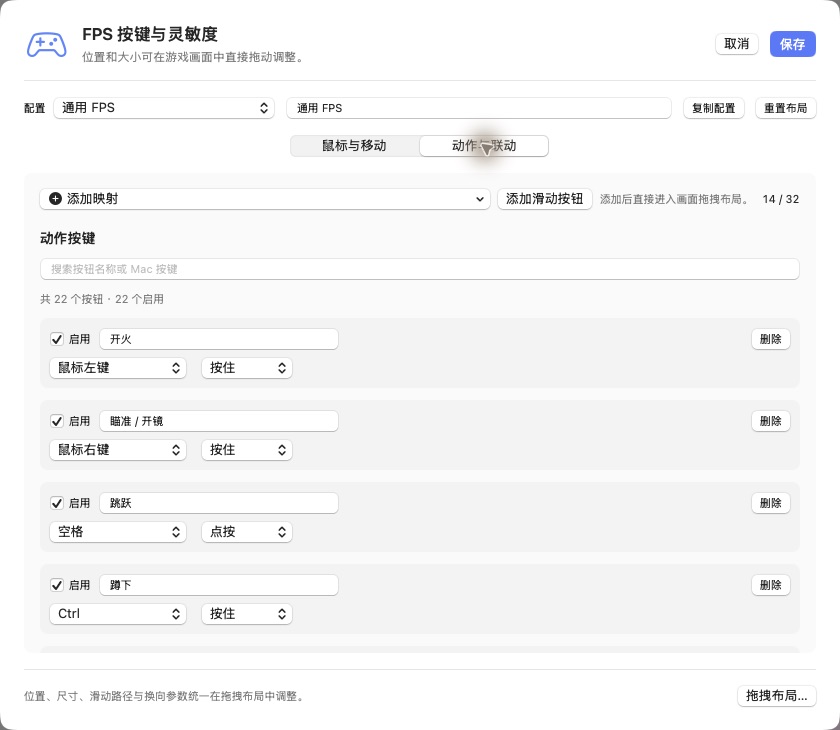 FPS 按键与灵敏度
位置和大小可在游戏画面中直接拖动调整。
取消
保存
配置
通用 FPS
通用 FPS
复制配置
重置布局
鼠标与移动
动作与联动
添加映射
添加滑动按钮
添加后直接进入画面拖拽布局。
14 / 32
动作按键
搜索按钮名称或 Mac 按键
共 22 个按钮 · 22 个启用
启用
开火
删除
鼠标左键
按住
启用
瞄准 / 开镜
删除
鼠标右键
按住
启用
跳跃
删除
空格
点按
启用
蹲下
删除
Ctrl
按住
位置、尺寸、滑动路径与换向参数统一在拖拽布局中调整。
拖拽布局...